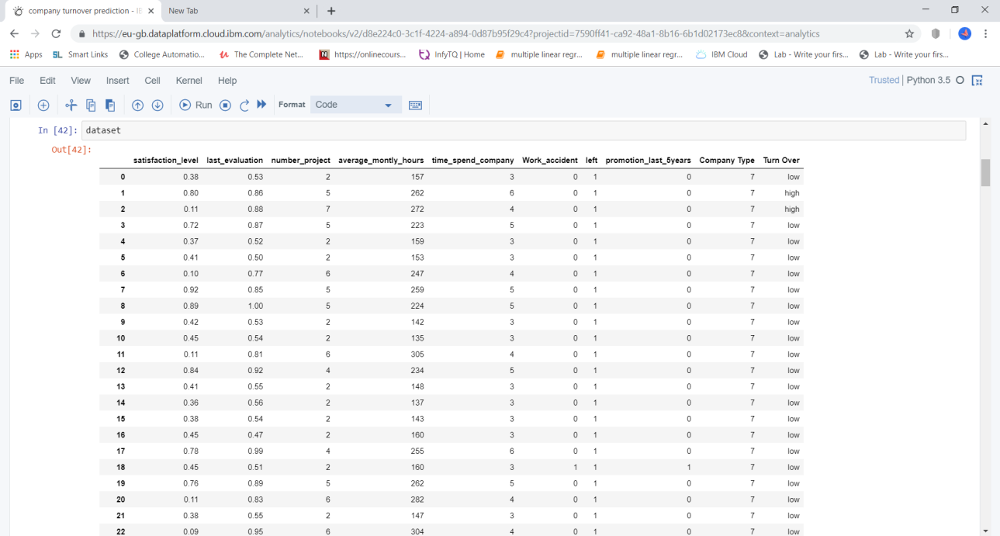 company turnover prediction - IB
New Tab
https://eu-gb.dataplatform.cloud.ibm.com/analytics/notebooks/v2/d8e224c0-3c1f-4224-a894-0d87b95f29c4?projectid=7590ff41-ca92-48a1-8b16-6b1d02173ec8&context=analytics
Apps SL Smart Links College Automatio... The Complete Net... N https://onlinecours... InfyTQ | Home multiple linear regr... multiple linear regr... IBM Cloud Lab - Write your firs... Lab - Write your firs...
File Edit View Insert Cell Kernel Help Trusted | Python 3.5
Run Format Code
In [42]: dataset
Out[42]:
satisfaction_level last_evaluation number_project average_montly_hours time_spend_company Work_accident left promotion_last_5years Company Type Turn Over
0 0.38 0.53 2 157 3 0 1 0 7 low
1 0.80 0.86 5 262 6 0 1 0 7 high
2 0.11 0.88 7 272 4 0 1 0 7 high
3 0.72 0.87 5 223 5 0 1 0 7 low
4 0.37 0.52 2 159 3 0 1 0 7 low
5 0.41 0.50 2 153 3 0 1 0 7 low
6 0.10 0.77 6 247 4 0 1 0 7 low
7 0.92 0.85 5 259 5 0 1 0 7 low
8 0.89 1.00 5 224 5 0 1 0 7 low
9 0.42 0.53 2 142 3 0 1 0 7 low
10 0.45 0.54 2 135 3 0 1 0 7 low
11 0.11 0.81 6 305 4 0 1 0 7 low
12 0.84 0.92 4 234 5 0 1 0 7 low
13 0.41 0.55 2 148 3 0 1 0 7 low
14 0.36 0.56 2 137 3 0 1 0 7 low
15 0.38 0.54 2 143 3 0 1 0 7 low
16 0.45 0.47 2 160 3 0 1 0 7 low
17 0.78 0.99 4 255 6 0 1 0 7 low
18 0.45 0.51 2 160 3 1 1 1 7 low
19 0.76 0.89 5 262 5 0 1 0 7 low
20 0.11 0.83 6 282 4 0 1 0 7 low
21 0.38 0.55 2 147 3 0 1 0 7 low
22 0.09 0.95 6 304 4 0 1 0 7 low